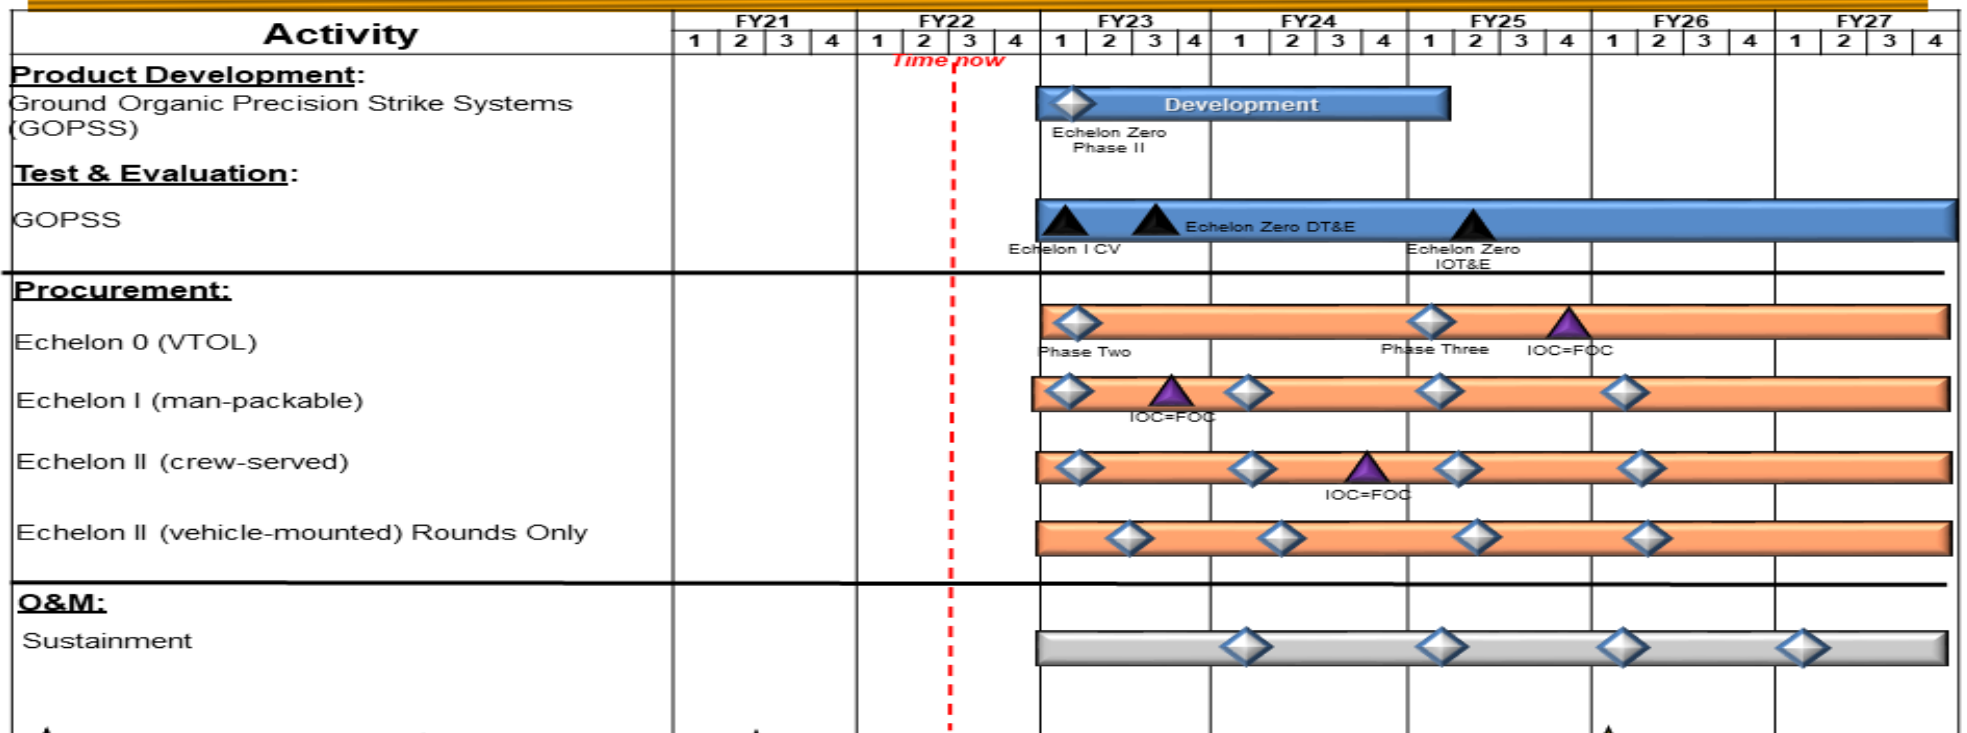 Activity
FY21 FY22 FY23 FY24 FY25 FY26 FY27
1 2 3 4 1 2 3 4 1 2 3 4 1 2 3 4 1 2 3 4 1 2 3 4 1 2 3 4
Time now
Product Development:
Ground Organic Precision Strike Systems
(GOPSS)
Development
Echelon Zero
Phase II
Test & Evaluation:
GOPSS
Echelon Zero DT&E
Echelon I CV
Echelon Zero
IOT&E
Procurement:
Echelon 0 (VTOL)
Phase Two
Phase Three
IOC=FOC
Echelon I (man-packable)
IOC=FOC
Echelon II (crew-served)
IOC=FOC
Echelon II (vehicle-mounted) Rounds Only
O&M:
Sustainment